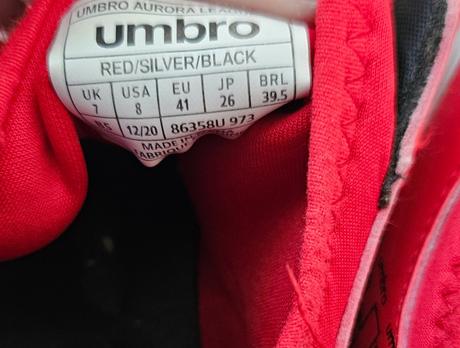 UMBRO AURORA
umbro
RED/SILVER/BLACK
UK USA EU JP BRL
7 8 41 26 39.5
12/20 86358U 973
MADE IN
umbro